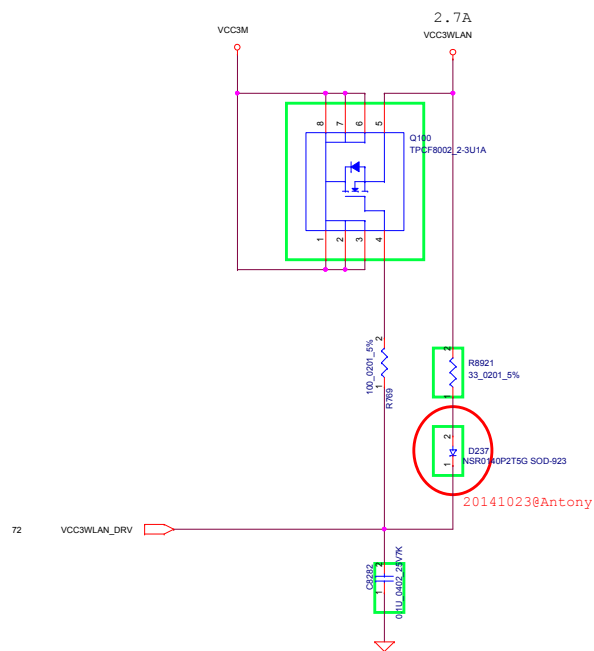 2.7A
VCC3M
VCC3WLAN
8
7
6
5
Q100
TPCF8002_2-3U1A
1
2
3
4
2
100_0201_5%
1
R769
2
R8921
33_0201_5%
1
2
D237
NSR0140P2T5G SOD-923
1
20141023@Antony
72
VCC3WLAN_DRV
2
C8282
1
0.1U_0402_25V7K